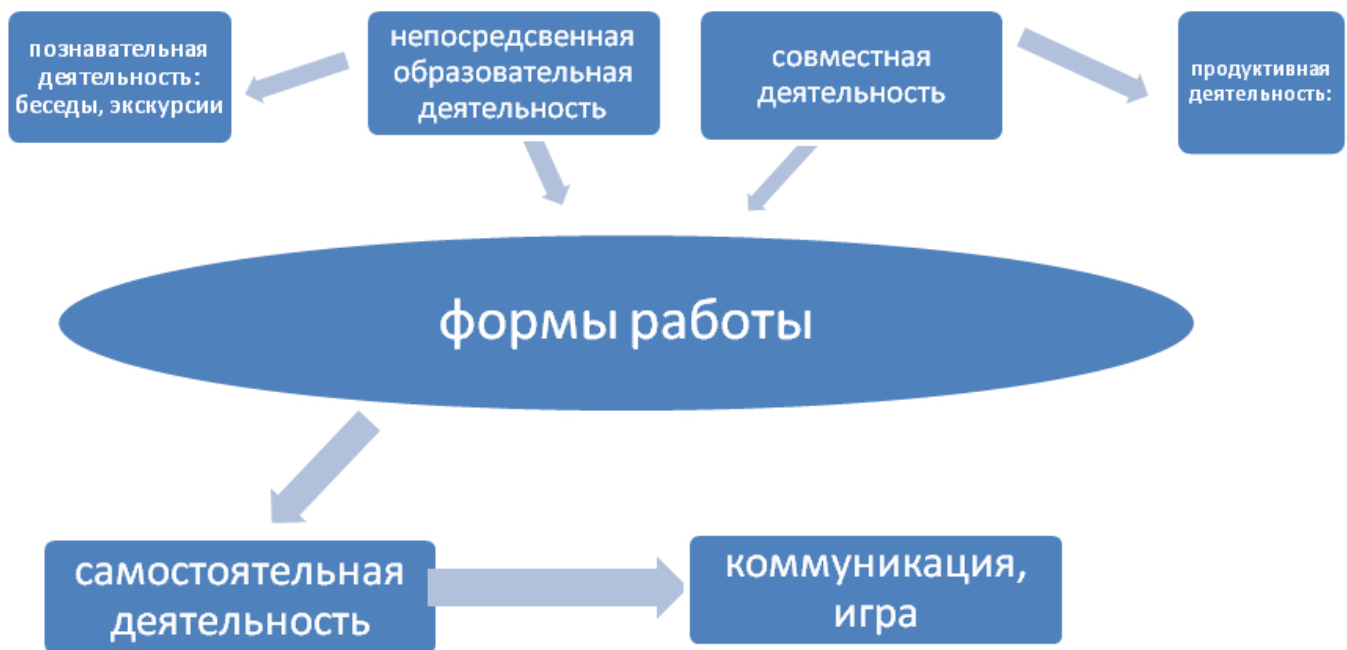 познавательная
деятельность:
беседы, экскурсии
непосредсвенная
образовательная
деятельность
совместная
деятельность
продуктивная
деятельность:
формы работы
самостоятельная
деятельность
коммуникация,
игра